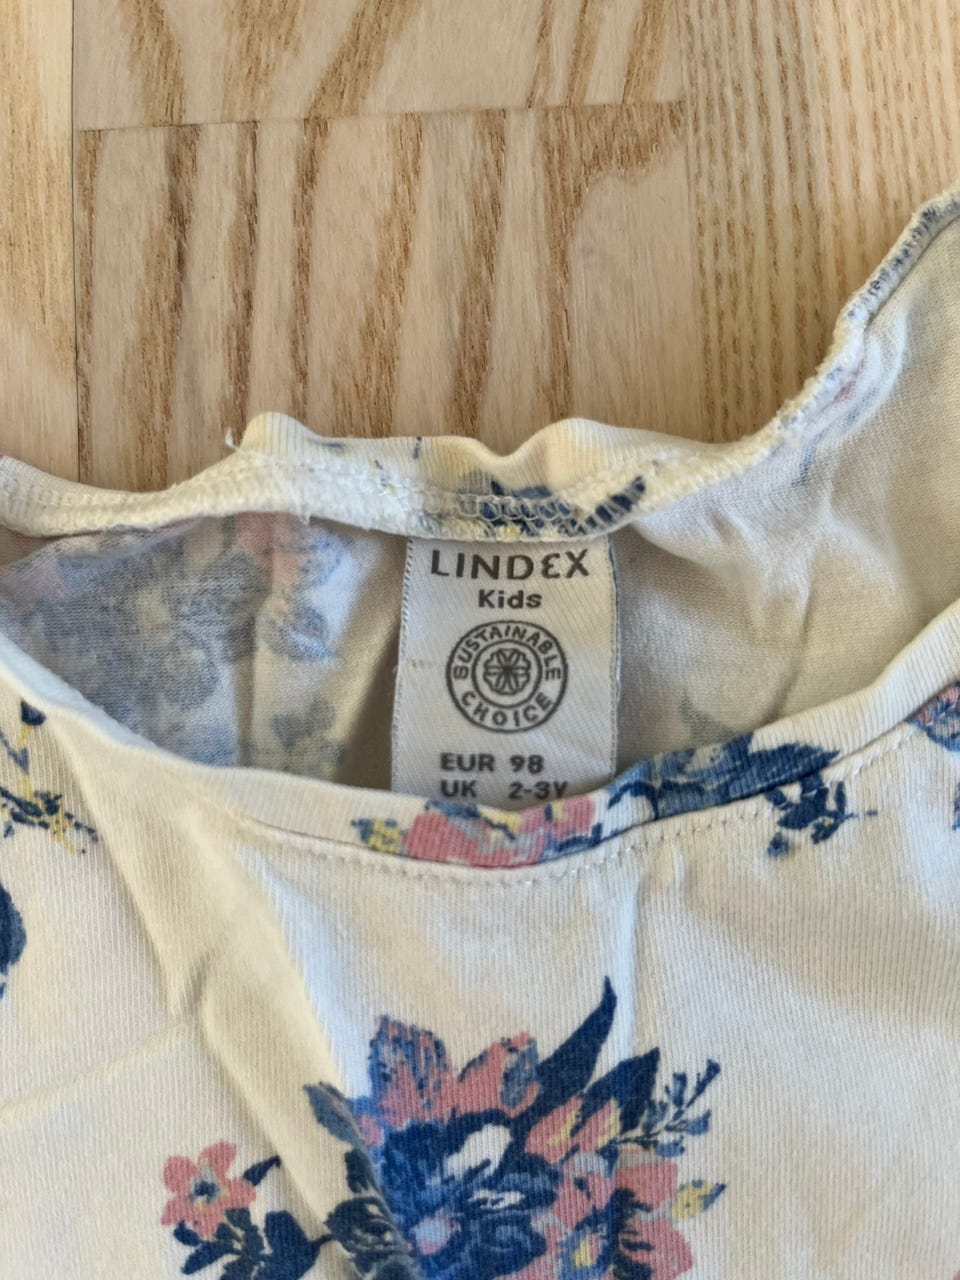 LINDEX
Kids
SUSTAINABLE
CHOICE
EUR 98
UK 2-3Y